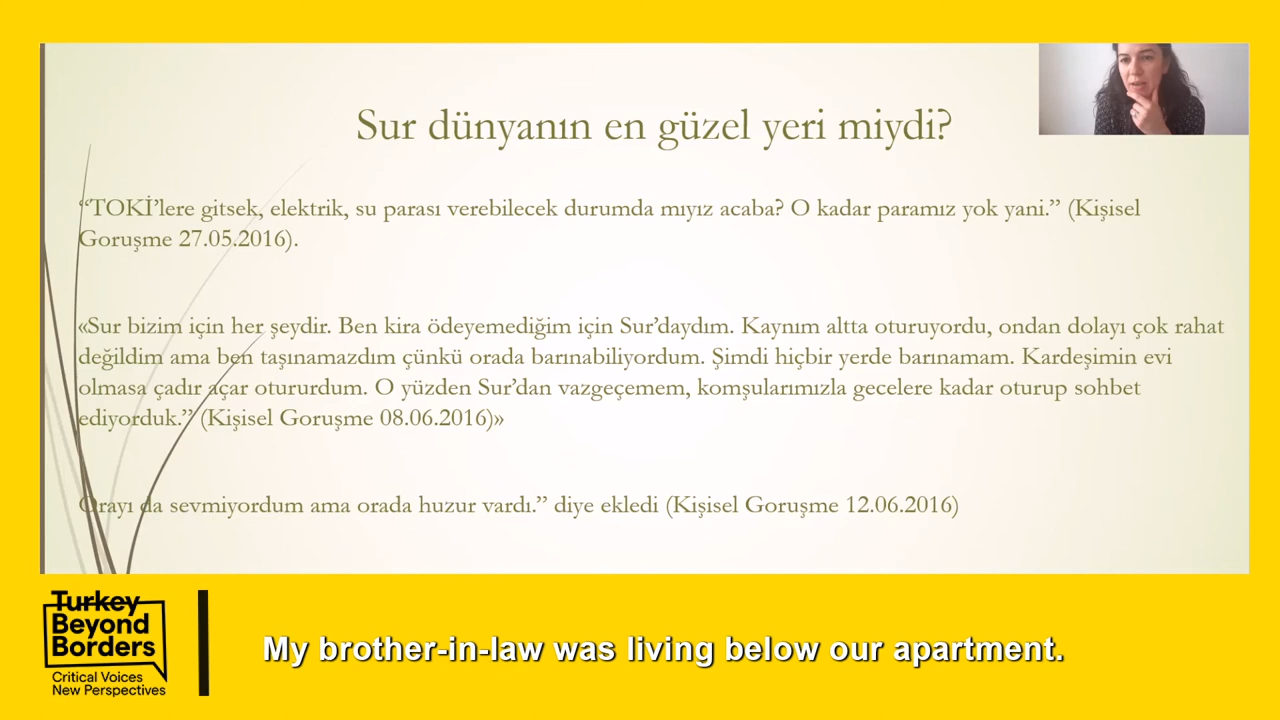 Sur dünyanın en güzel yeri miydi?
“TOKİ’lere gitsek, elektrik, su parası verebilecek durumda mıyız acaba? O kadar paramız yok yani.” (Kişisel
Goruşme 27.05.2016).
«Sur bizim için her şeydir. Ben kira ödeyemediğim için Sur’daydım. Kaynım altta oturuyordu, ondan dolayı çok rahat
değildim ama ben taşınamazdım çünkü orada barınabiliyordum. Şimdi hiçbir yerde barınamam. Kardeşimin evi
olmasa çadır açar otururdum. O yüzden Sur’dan vazgeçemem, komşularımızla gecelere kadar oturup sohbet
ediyorduk.” (Kişisel Goruşme 08.06.2016)»
Orayı da sevmiyordum ama orada huzur vardı.” diye ekledi (Kişisel Goruşme 12.06.2016)
Turkey
Beyond
Borders
Critical Voices
New Perspectives
My brother-in-law was living below our apartment.